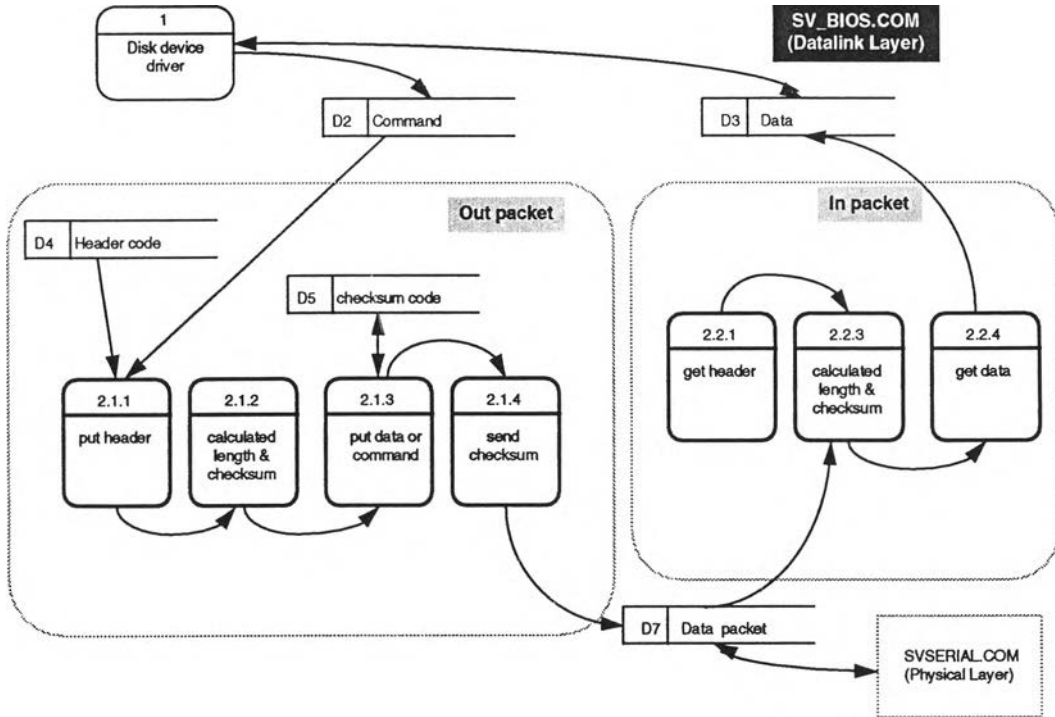 1
Disk device
driver
SV_BIOS.COM
(Datalink Layer)
D2 Command
D3 Data
Out packet
In packet
D4 Header code
D5 checksum code
2.1.1
put header
2.1.2
calculated
length &
checksum
2.1.3
put data or
command
2.1.4
send
checksum
2.2.1
get header
2.2.3
calculated
length &
checksum
2.2.4
get data
D7 Data packet
SVSERIAL.COM
(Physical Layer)